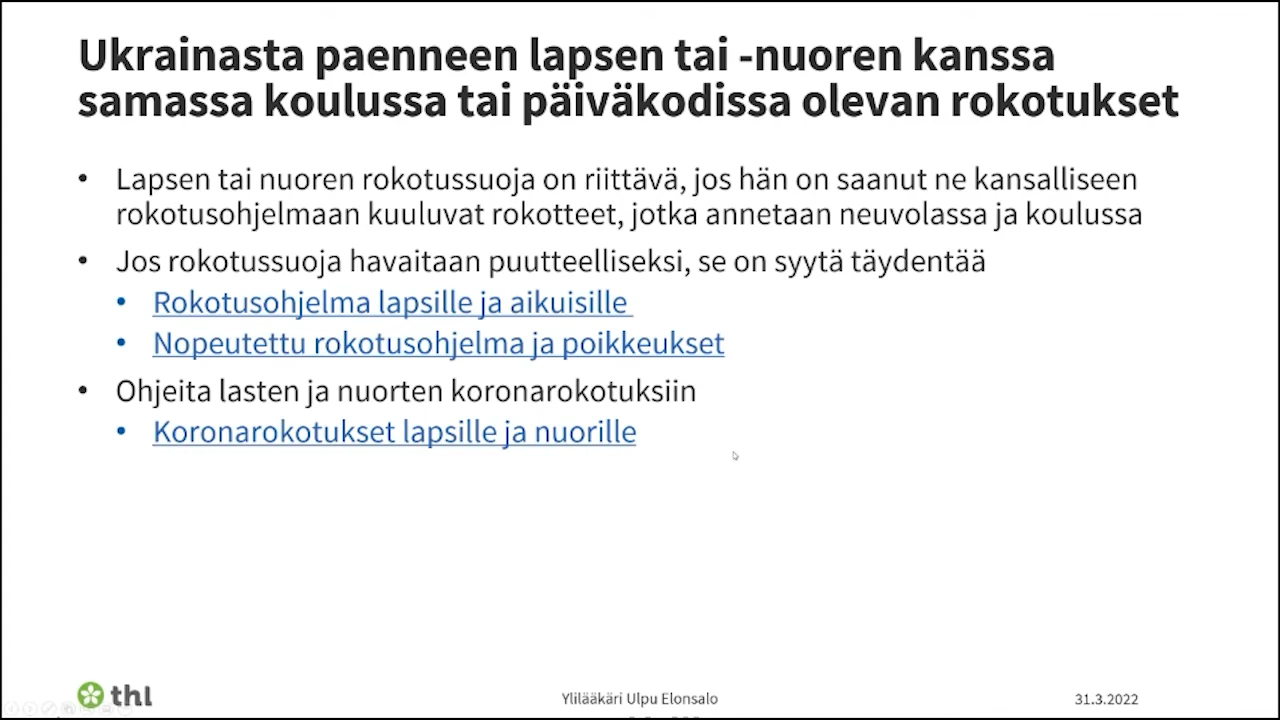 Ukrainasta paenneen lapsen tai -nuoren kanssa
samassa koulussa tai päiväkodissa olevan rokotukset
• Lapsen tai nuoren rokotussuoja on riittävä, jos hän on saanut ne kansalliseen
rokotusohjelmaan kuuluvat rokotteet, jotka annetaan neuvolassa ja koulussa
• Jos rokotussuoja havaitaan puutteelliseksi, se on syytä täydentää
• Rokotusohjelma lapsille ja aikuisille
• Nopeutettu rokotusohjelma ja poikkeukset
• Ohjeita lasten ja nuorten koronarokotuksiin
• Koronarokotukset lapsille ja nuorille
thl
Ylilääkäri Ulpu Elonsalo
31.3.2022